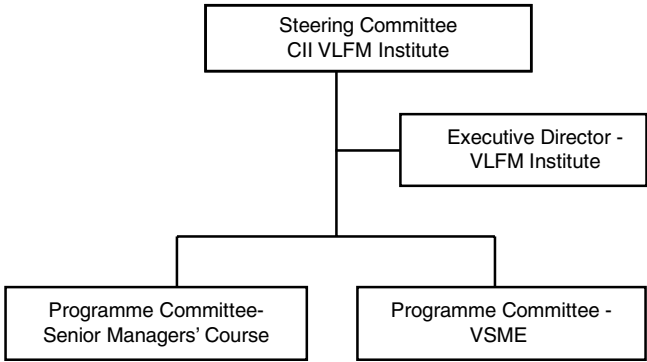 Steering Committee
CII VLFM Institute
Executive Director -
VLFM Institute
Programme Committee-
Senior Managers’ Course
Programme Committee -
VSME